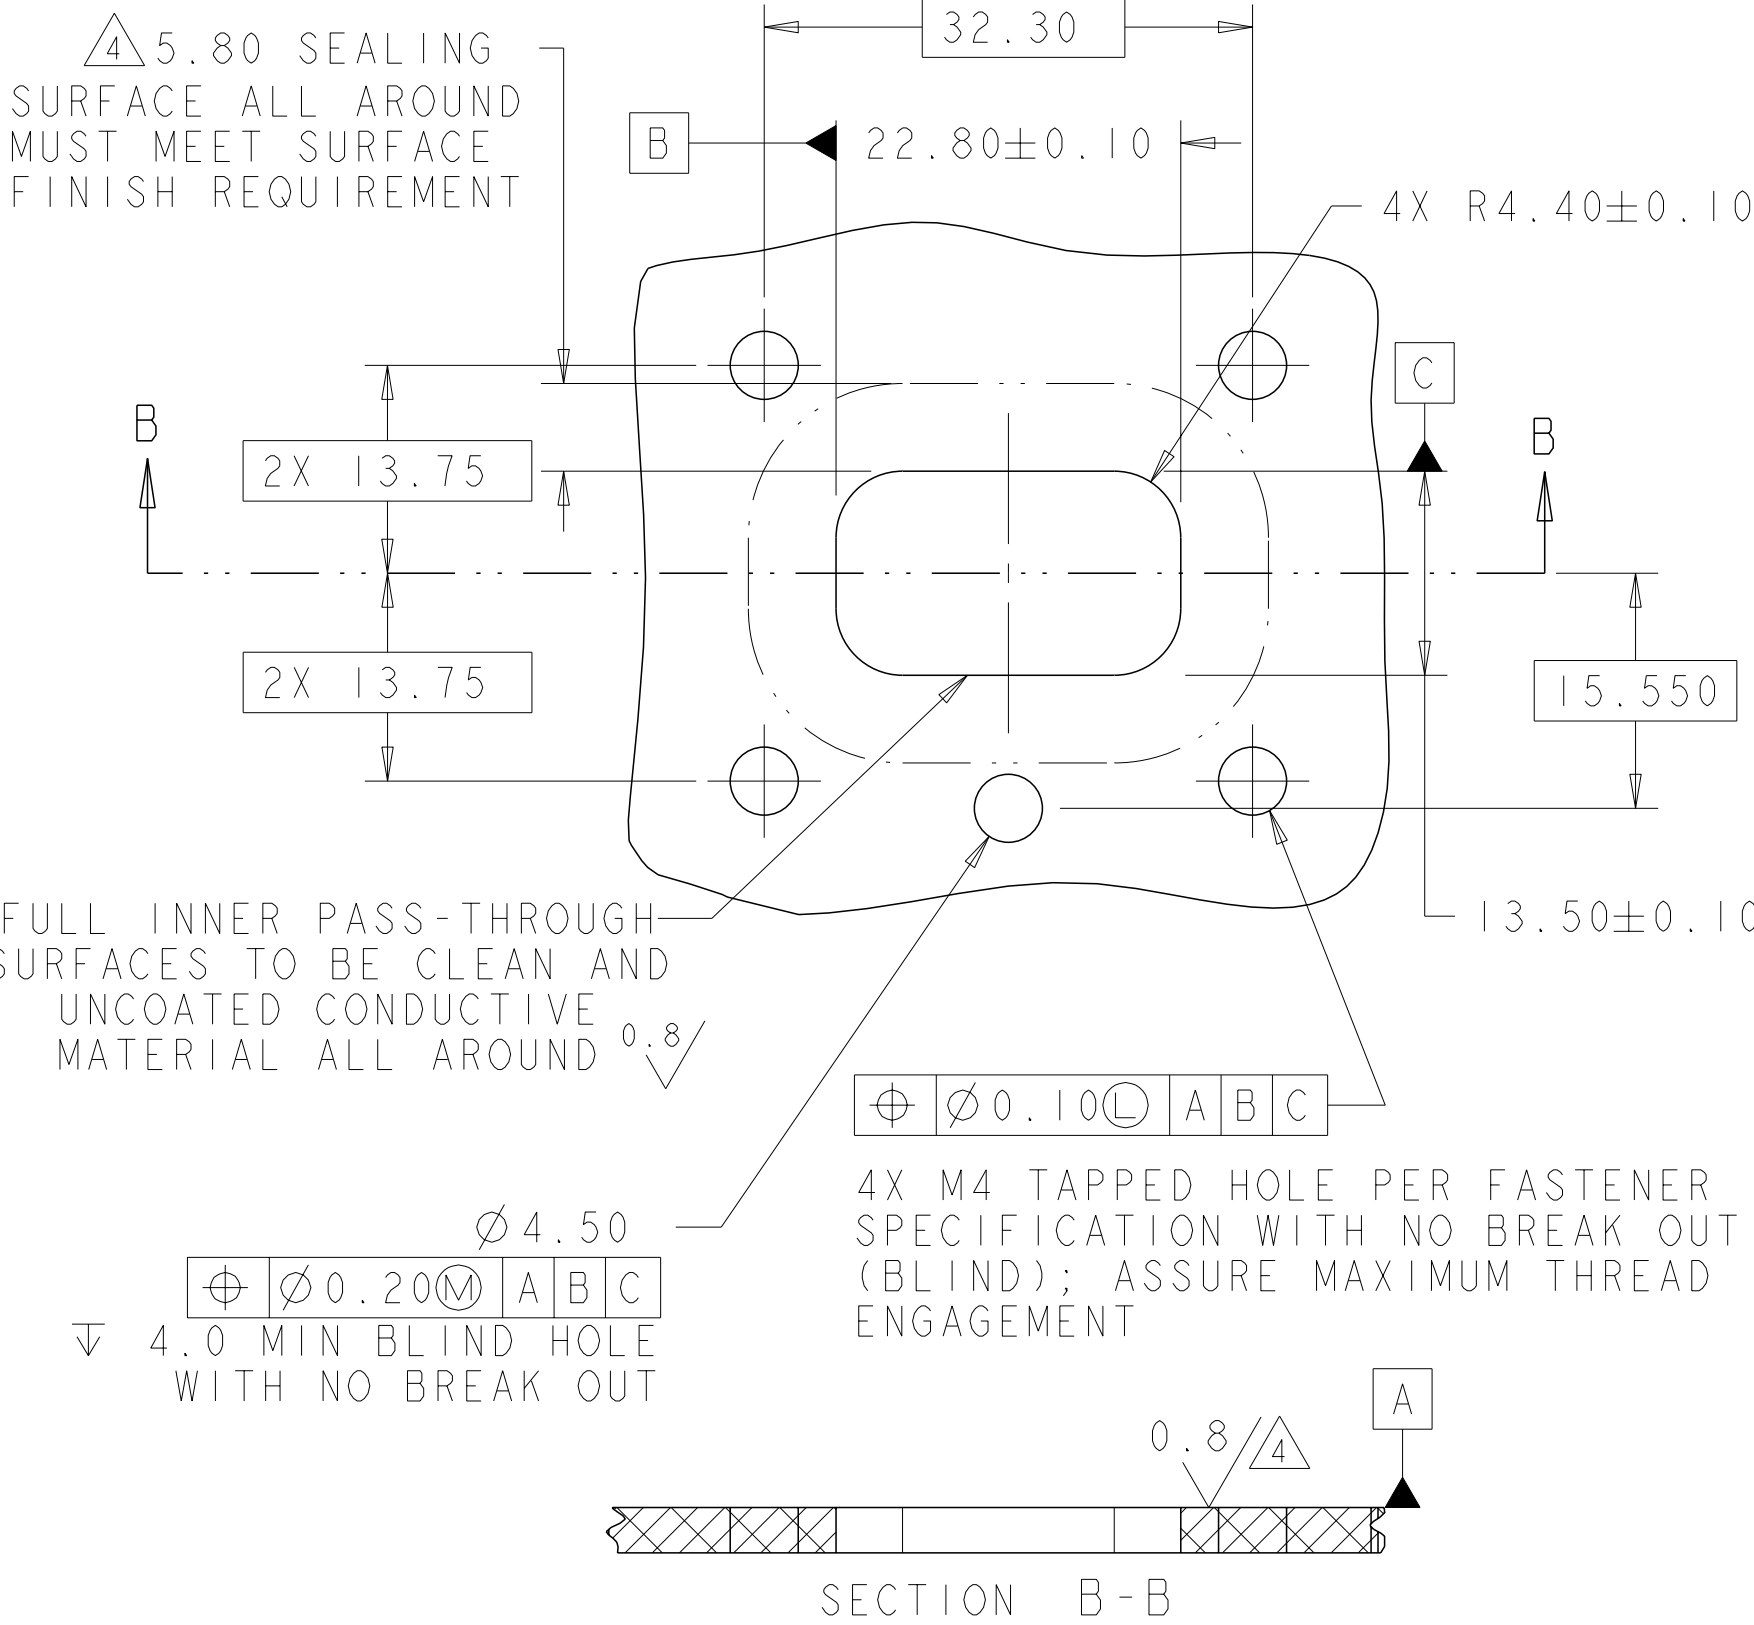 32.30
4 5.80 SEALING
SURFACE ALL AROUND
MUST MEET SURFACE
FINISH REQUIREMENT
B
22.80±0.10
4X R4.40±0.10
C
B
B
2X 13.75
2X 13.75
15.550
13.50±0.10
FULL INNER PASS-THROUGH
SURFACES TO BE CLEAN AND
UNCOATED CONDUCTIVE
MATERIAL ALL AROUND
0.8
⌖ ⌀0.10Ⓛ A B C
4X M4 TAPPED HOLE PER FASTENER
SPECIFICATION WITH NO BREAK OUT
(BLIND); ASSURE MAXIMUM THREAD
ENGAGEMENT
⌀4.50
⌖ ⌀0.20Ⓜ A B C
↧ 4.0 MIN BLIND HOLE
WITH NO BREAK OUT
A
0.8 4
SECTION B-B